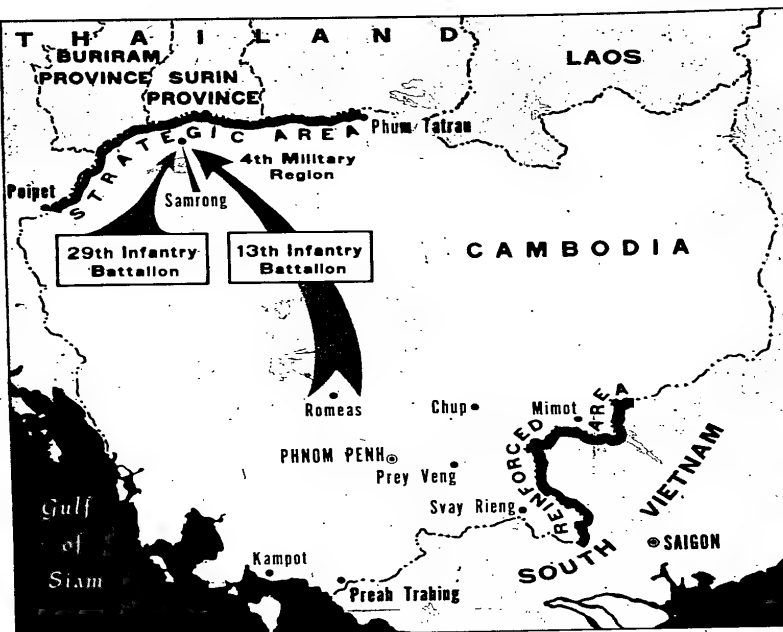 THAILAND
BURIRAM
PROVINCE
SURIN
PROVINCE
LAOS
STRATEGIC AREA
Phum Tatrau
4th Military
Region
Poipet
Samrong
29th Infantry
Battalion
13th Infantry
Battalion
CAMBODIA
Romeas
Chup
Mimot
REINFORCED AREA
PHNOM PENH
Prey Veng
Svay Rieng
SOUTH VIETNAM
SAIGON
Gulf
of
Siam
Kampot
Preah Trabing